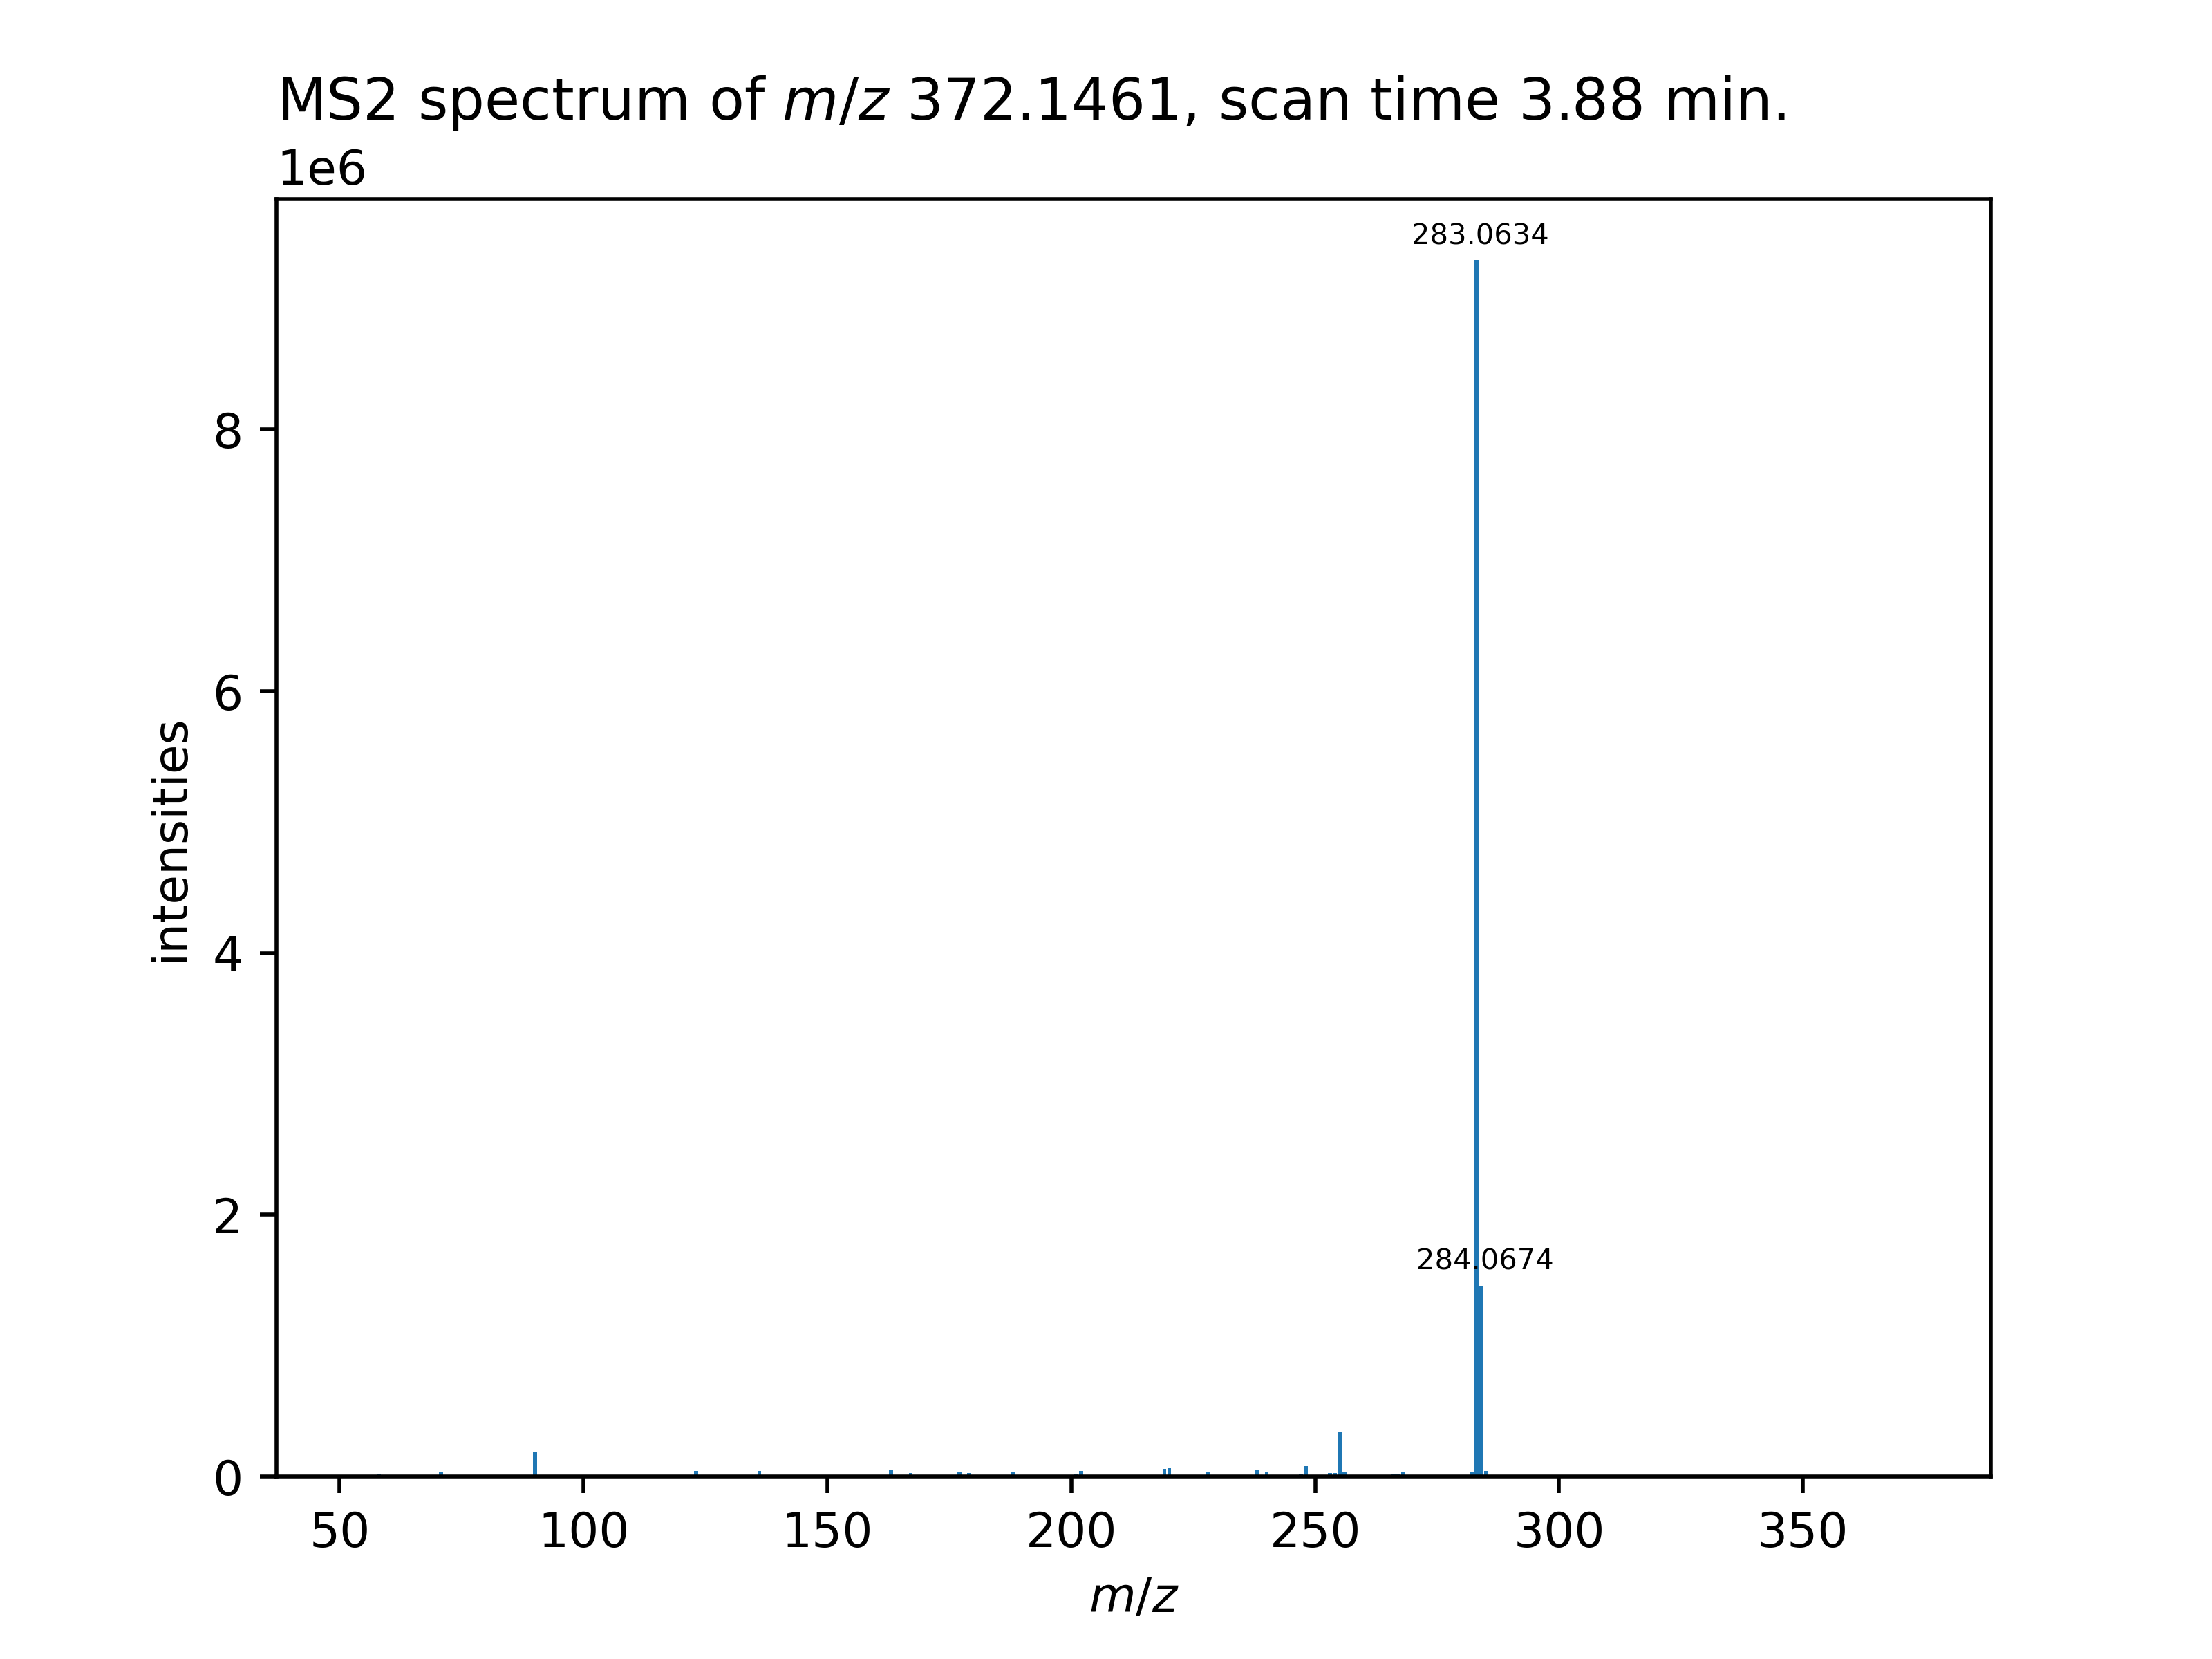 MS2 spectrum of m/z 372.1461, scan time 3.88 min.
1e6
283.0634
8
6
4
2
0
284.0674
intensities
50 100 150 200 250 300 350
m/z